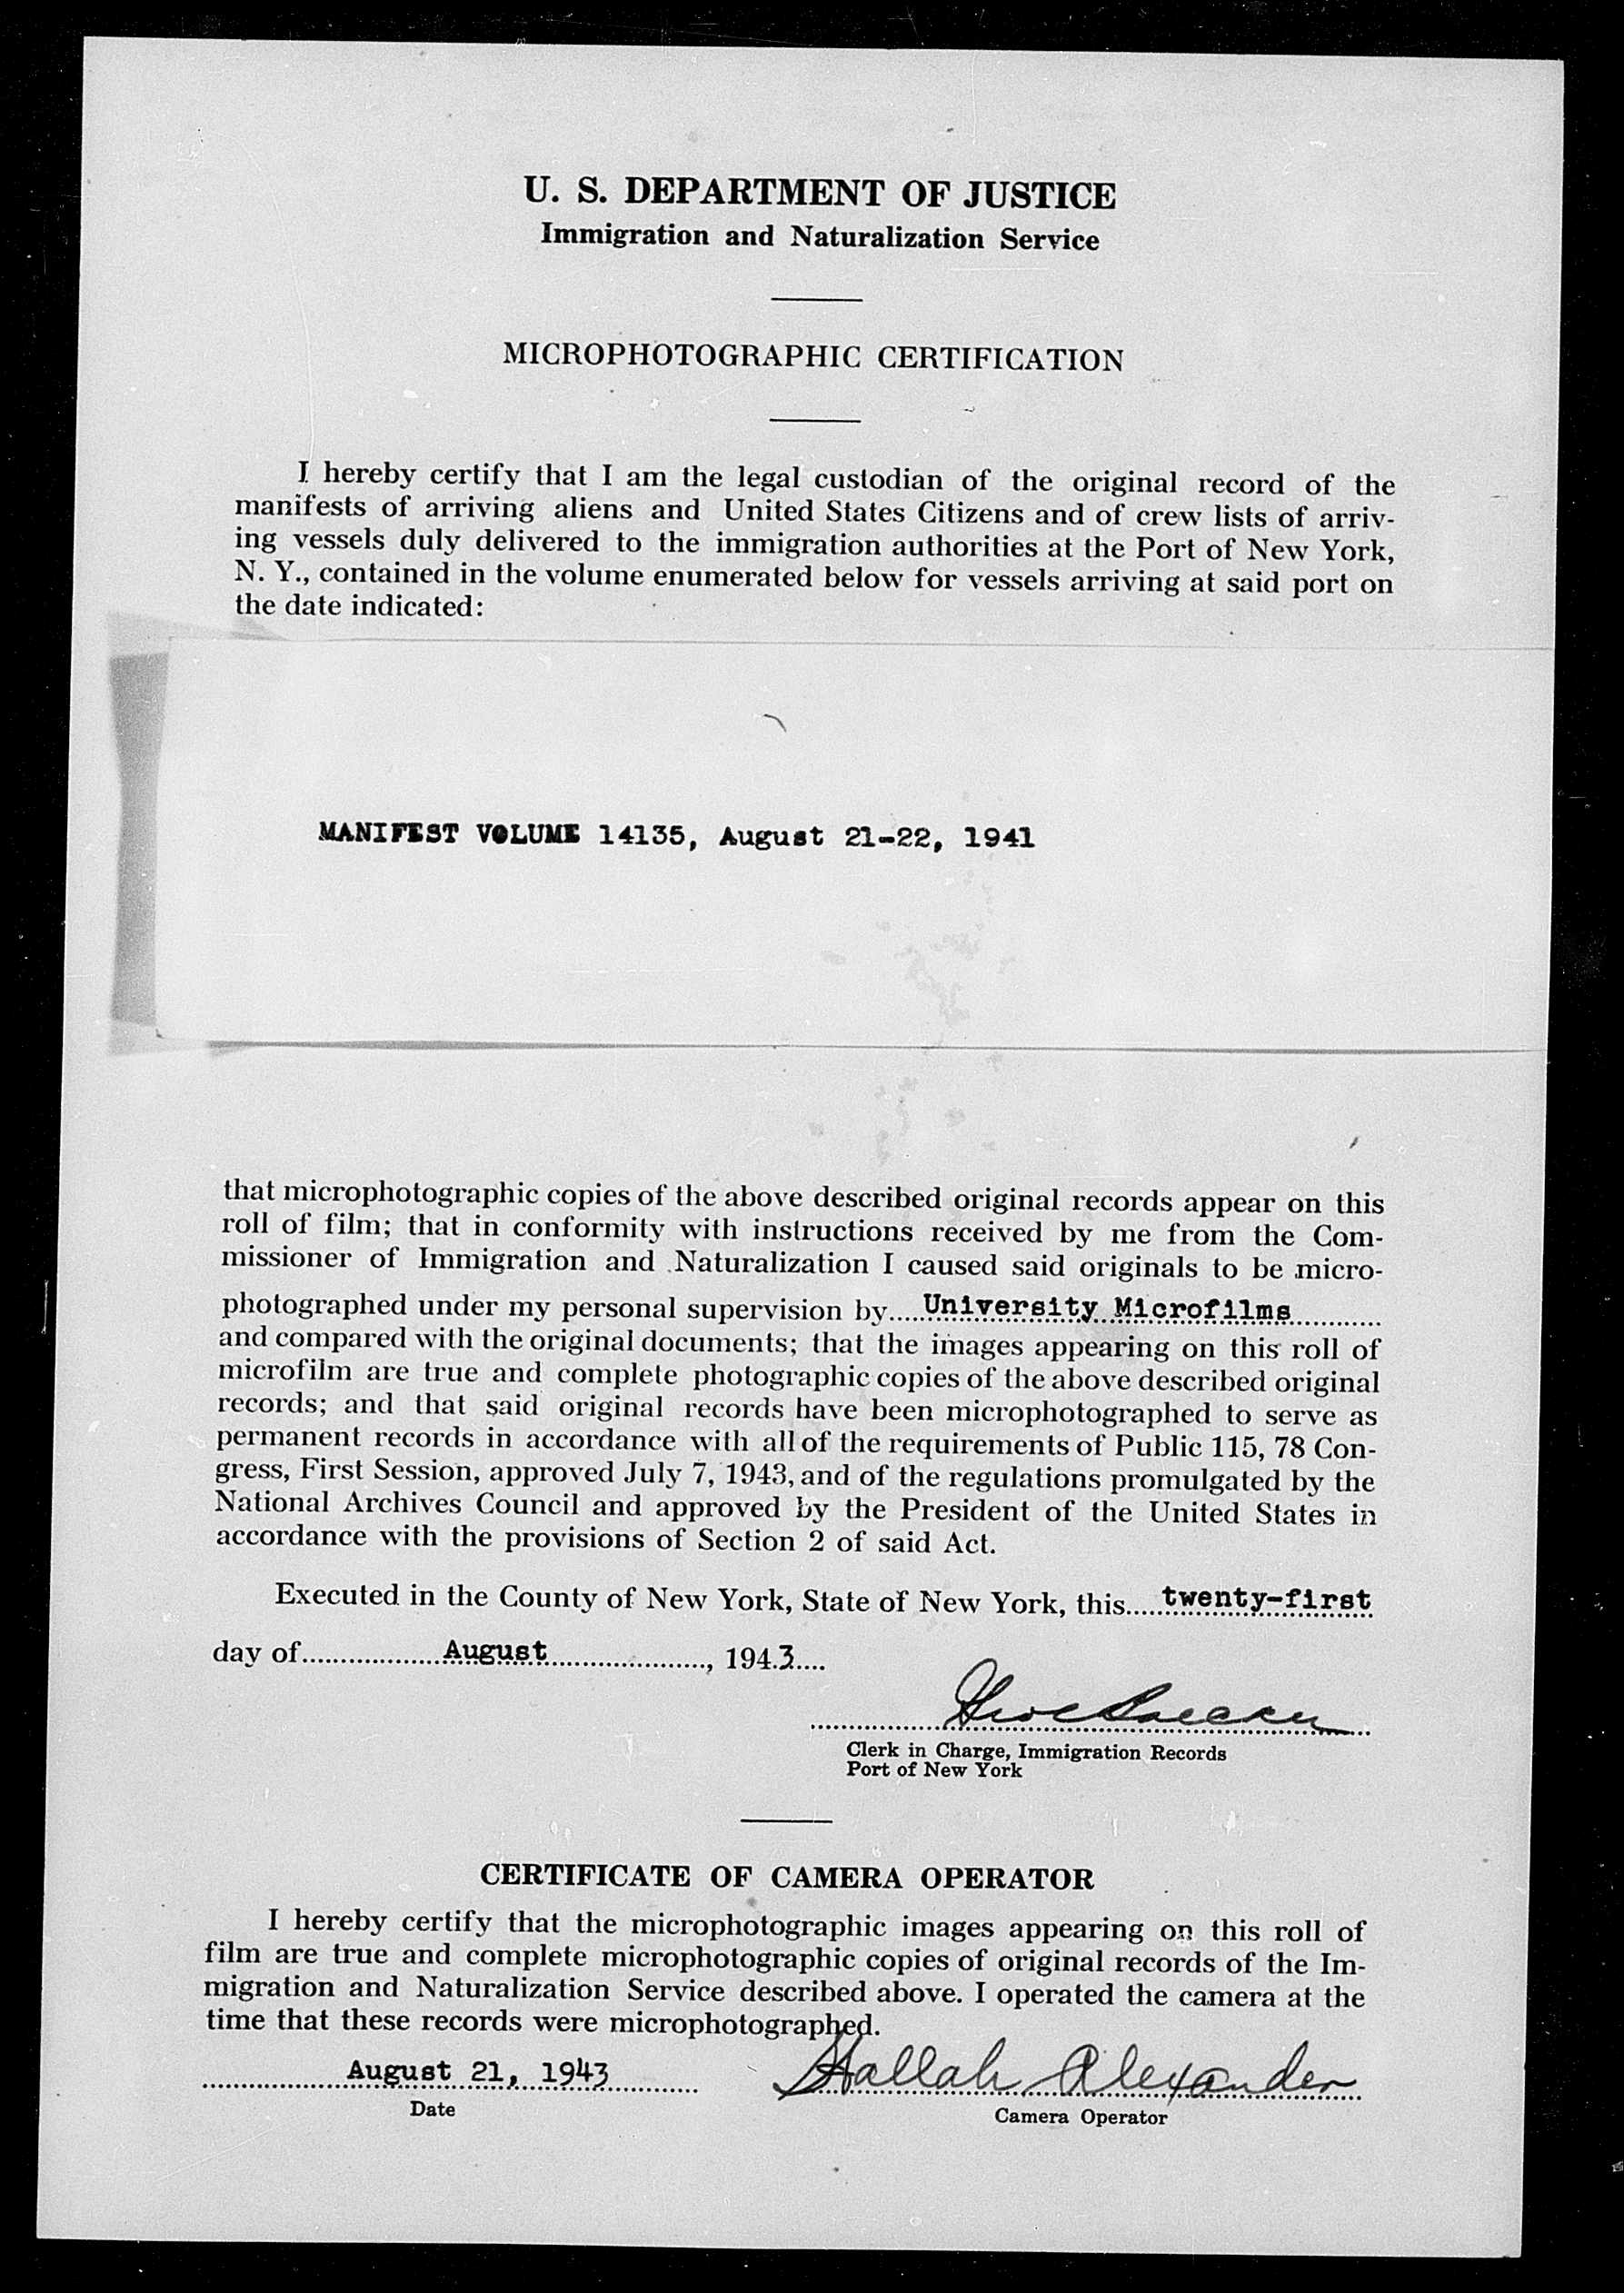 U. S. DEPARTMENT OF JUSTICE
Immigration and Naturalization Service
MICROPHOTOGRAPHIC CERTIFICATION
I hereby certify that I am the legal custodian of the original record of the
manifests of arriving aliens and United States Citizens and of crew lists of arriv-
ing vessels duly delivered to the immigration authorities at the Port of New York,
N. Y., contained in the volume enumerated below for vessels arriving at said port on
the date indicated:
MANIFEST VOLUME 14135, August 21-22, 1941
that microphotographic copies of the above described original records appear on this
roll of film; that in conformity with instructions received by me from the Com-
missioner of Immigration and Naturalization I caused said originals to be micro-
photographed under my personal supervision by.....University Microfilms............
and compared with the original documents; that the images appearing on this roll of
microfilm are true and complete photographic copies of the above described original
records; and that said original records have been microphotographed to serve as
permanent records in accordance with all of the requirements of Public 115, 78 Con-
gress, First Session, approved July 7, 1943, and of the regulations promulgated by the
National Archives Council and approved by the President of the United States in
accordance with the provisions of Section 2 of said Act.
Executed in the County of New York, State of New York, this.....twenty-first
day of..................August....................., 194.3....
Clerk in Charge, Immigration Records
Port of New York
CERTIFICATE OF CAMERA OPERATOR
I hereby certify that the microphotographic images appearing on this roll of
film are true and complete microphotographic copies of original records of the Im-
migration and Naturalization Service described above. I operated the camera at the
time that these records were microphotographed.
August 21, 1943 Hallah Alexander
Date Camera Operator